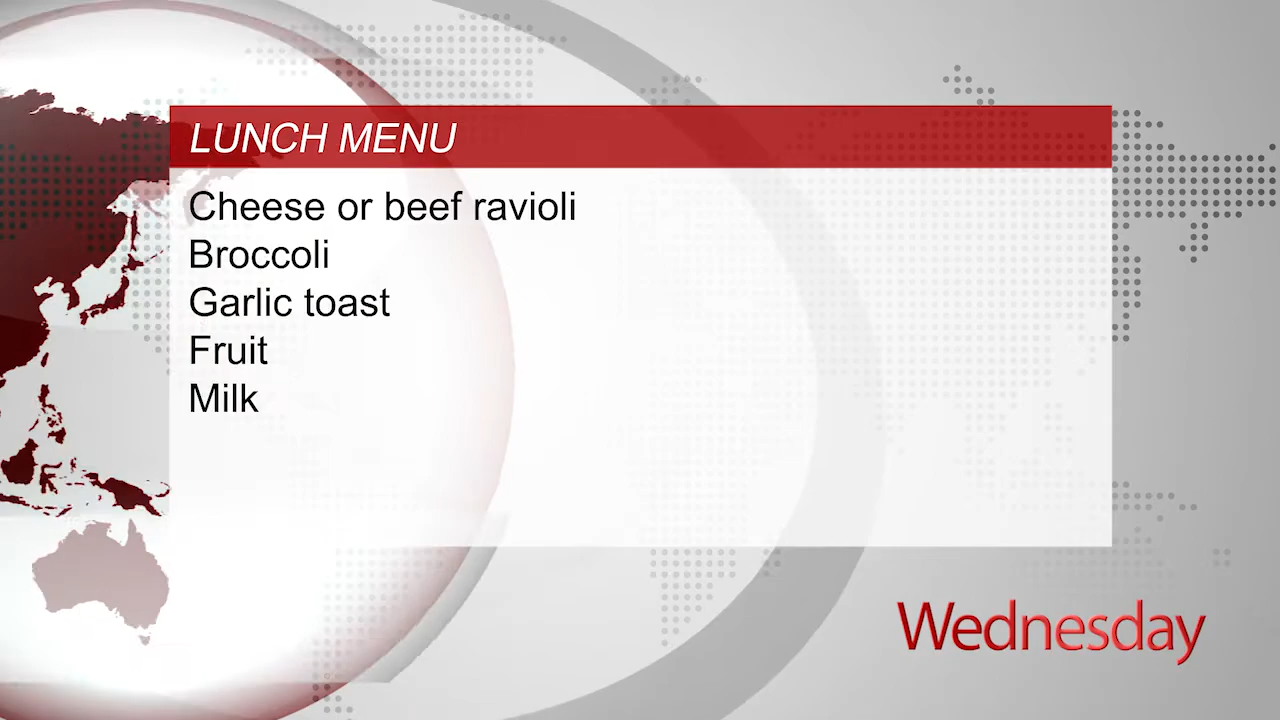 LUNCH MENU
Cheese or beef ravioli
Broccoli
Garlic toast
Fruit
Milk
Wednesday